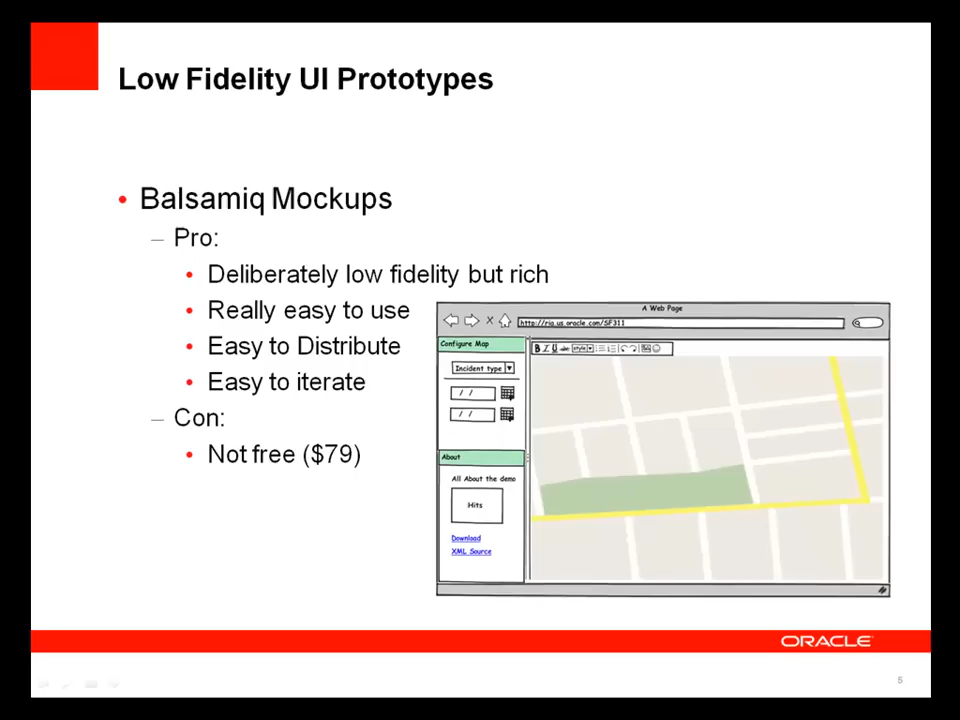 Low Fidelity UI Prototypes
• Balsamiq Mockups
– Pro:
• Deliberately low fidelity but rich
• Really easy to use
• Easy to Distribute
• Easy to iterate
– Con:
• Not free ($79)
A Web Page
http://ria.us.oracle.com/SF311
Configure Map
Incident type
/ /
/ /
B I U abc style
About
All About the demo
Hits
Download
XML Source
ORACLE
5